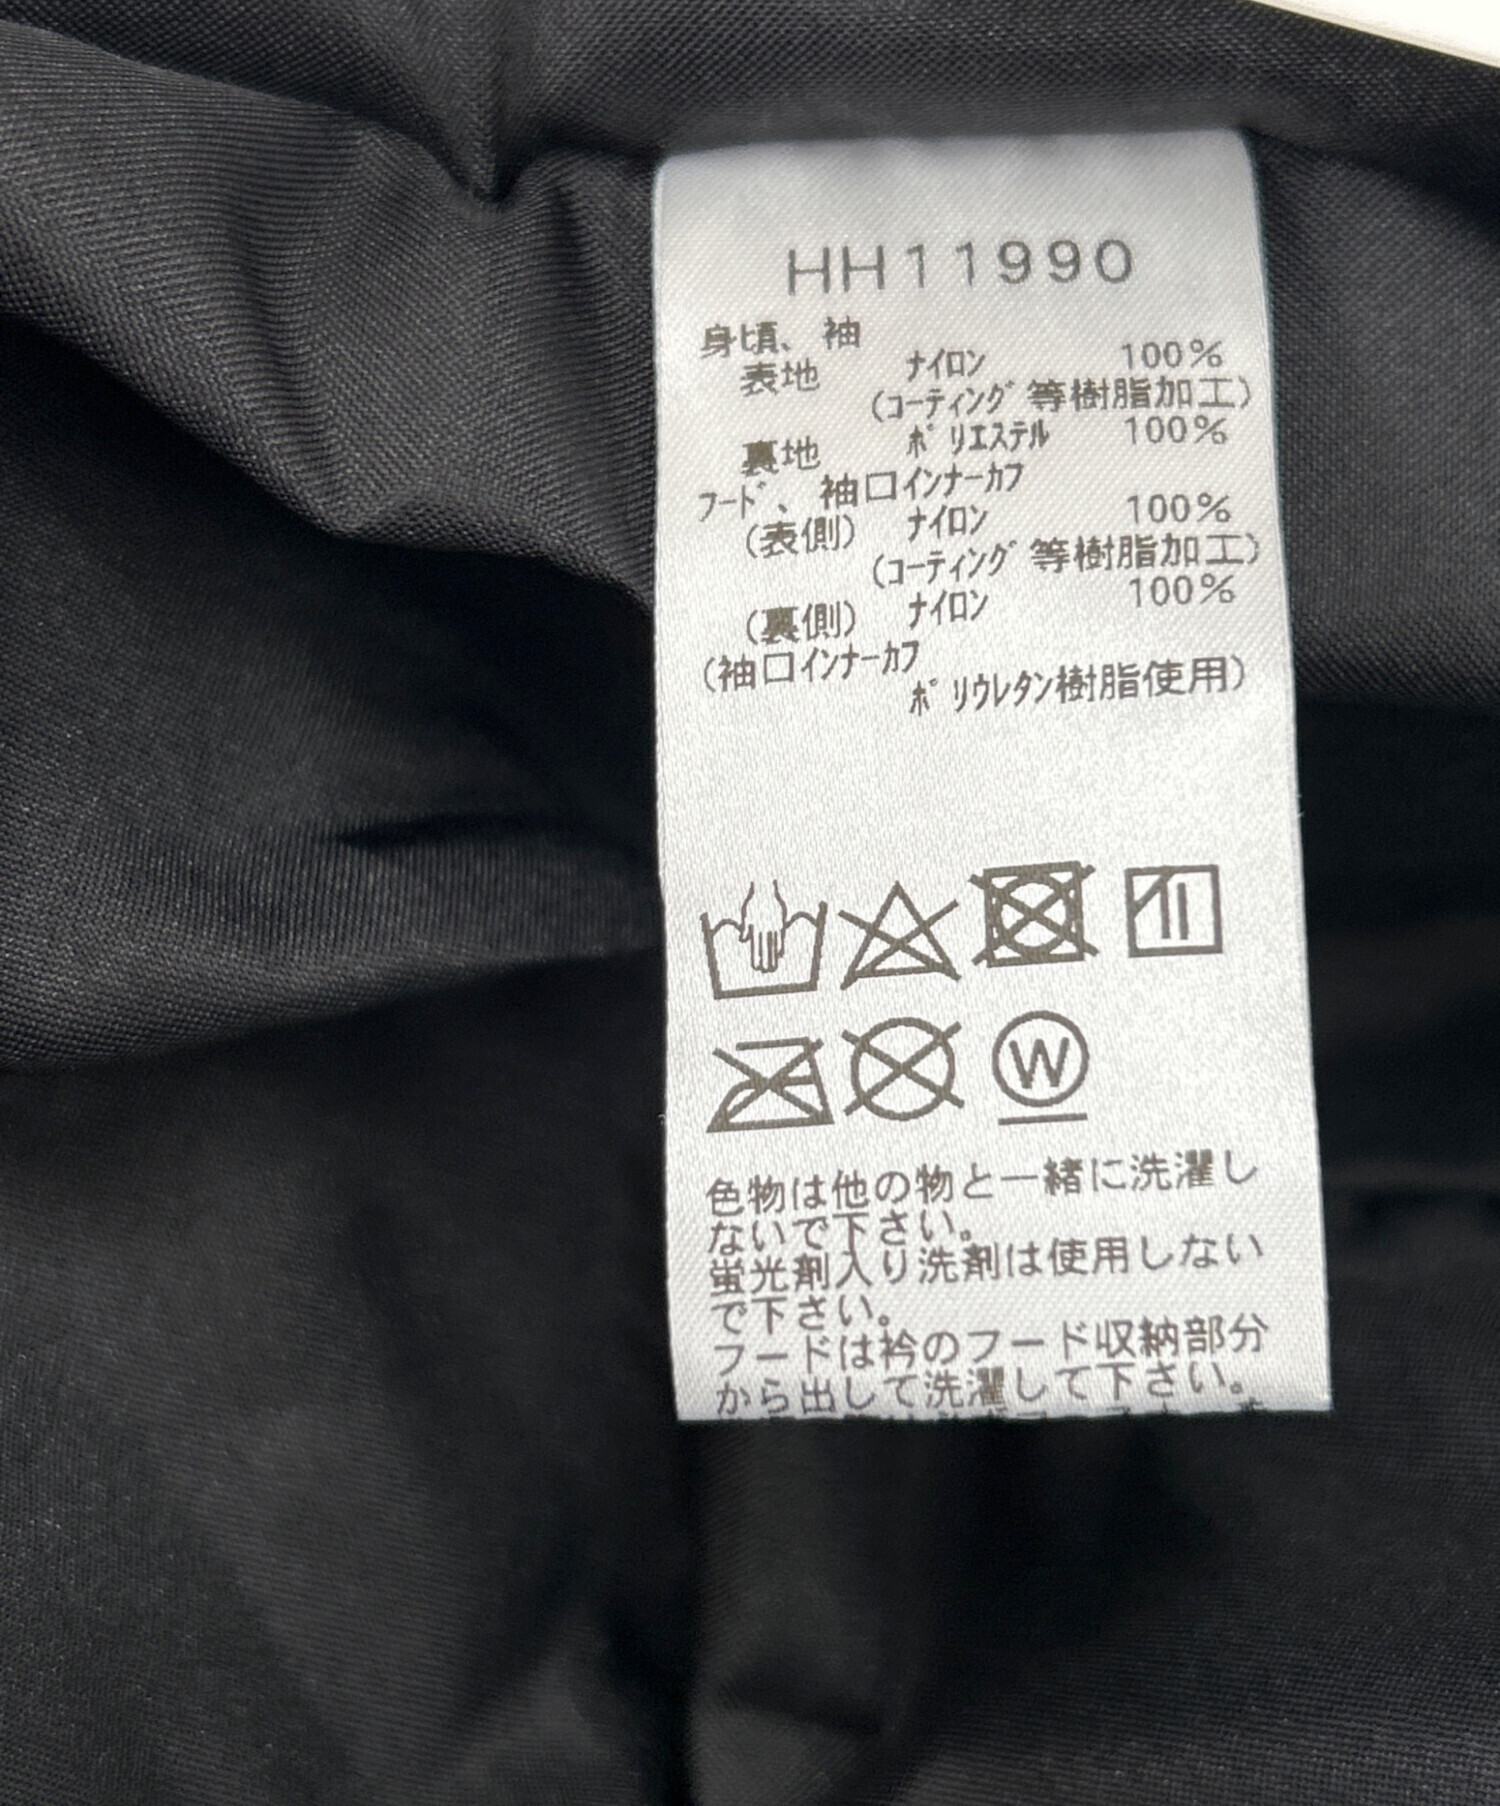 HH11990
身頃、袖
表地 ナイロン 100%
(コーティング等樹脂加工)
裏地 ポリエステル 100%
フード、袖口インナーカフ
(表側) ナイロン 100%
(コーティング等樹脂加工)
(裏側) ナイロン 100%
(袖口インナーカフ
ポリウレタン樹脂使用)
W
色物は他の物と一緒に洗濯し
ないで下さい。
蛍光剤入り洗剤は使用しない
で下さい。
フードは衿のフード収納部分
から出して洗濯して下さい。